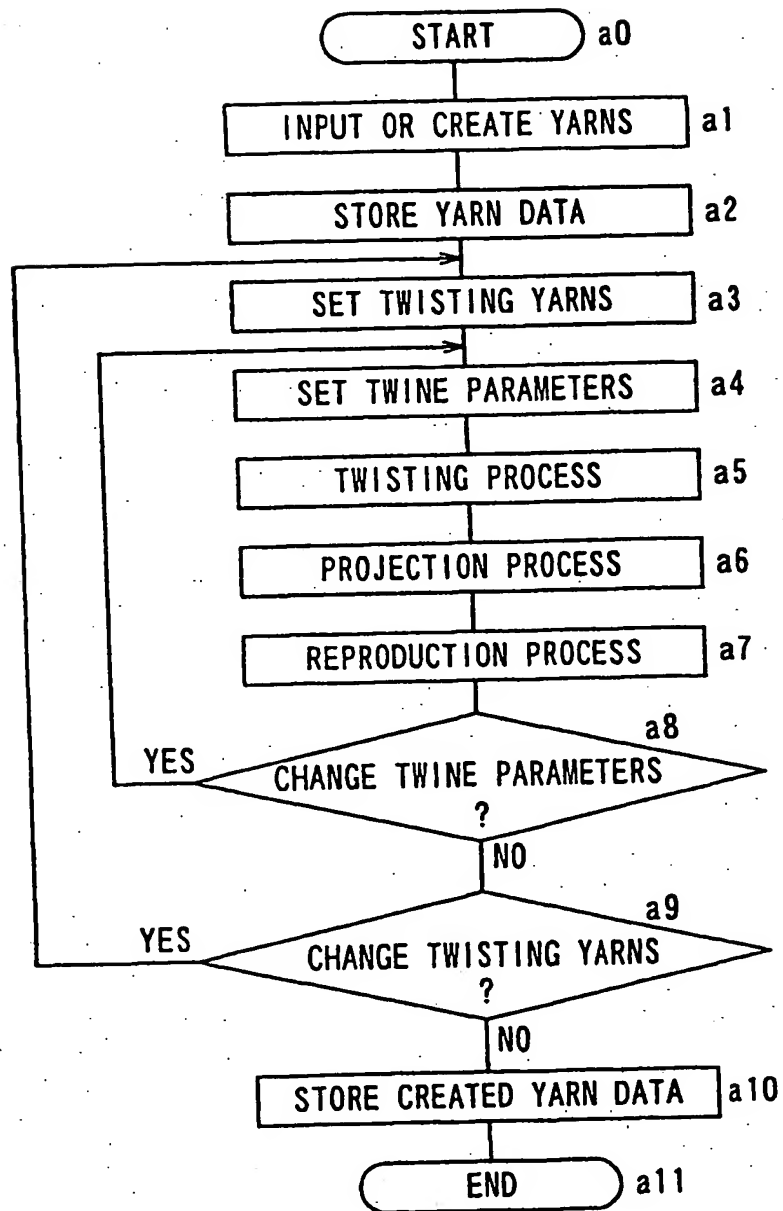 START a0
INPUT OR CREATE YARNS a1
STORE YARN DATA a2
SET TWISTING YARNS a3
SET TWINE PARAMETERS a4
TWISTING PROCESS a5
PROJECTION PROCESS a6
REPRODUCTION PROCESS a7
a8
YES
CHANGE TWINE PARAMETERS
?
NO
a9
YES
CHANGE TWISTING YARNS
?
NO
STORE CREATED YARN DATA a10
END a11